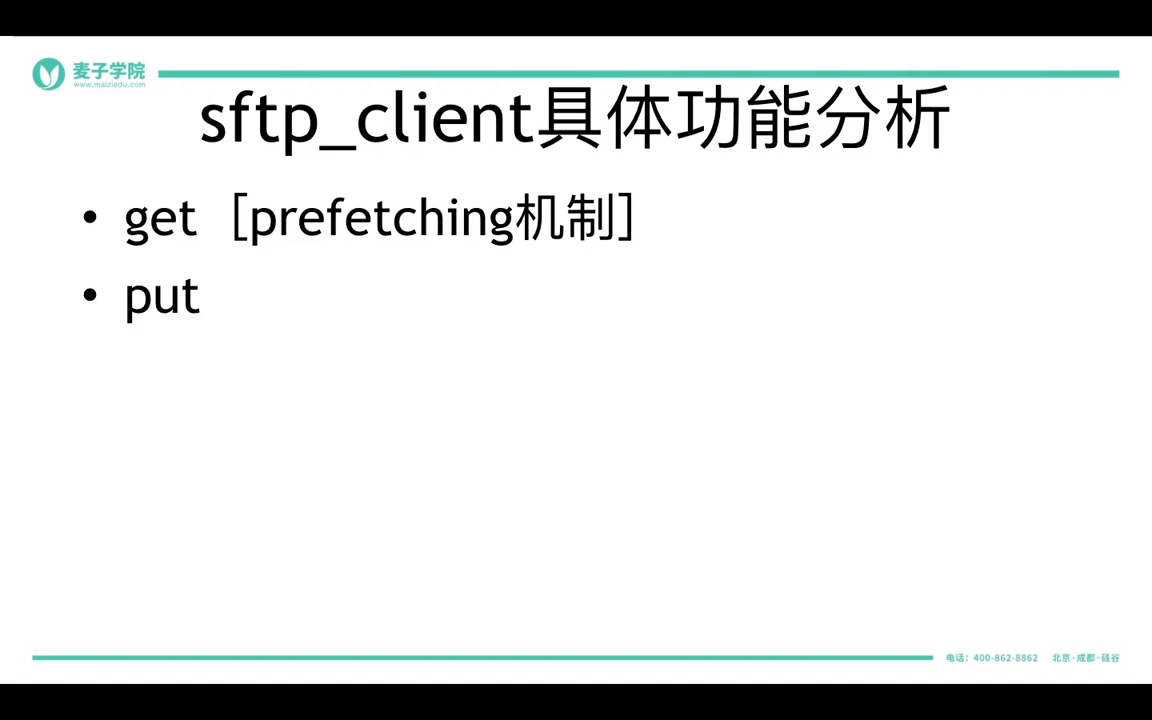 麦子学院
www.maiziedu.com
sftp_client具体功能分析
• get [prefetching机制]
• put
电话：400-862-8862 北京·成都·硅谷